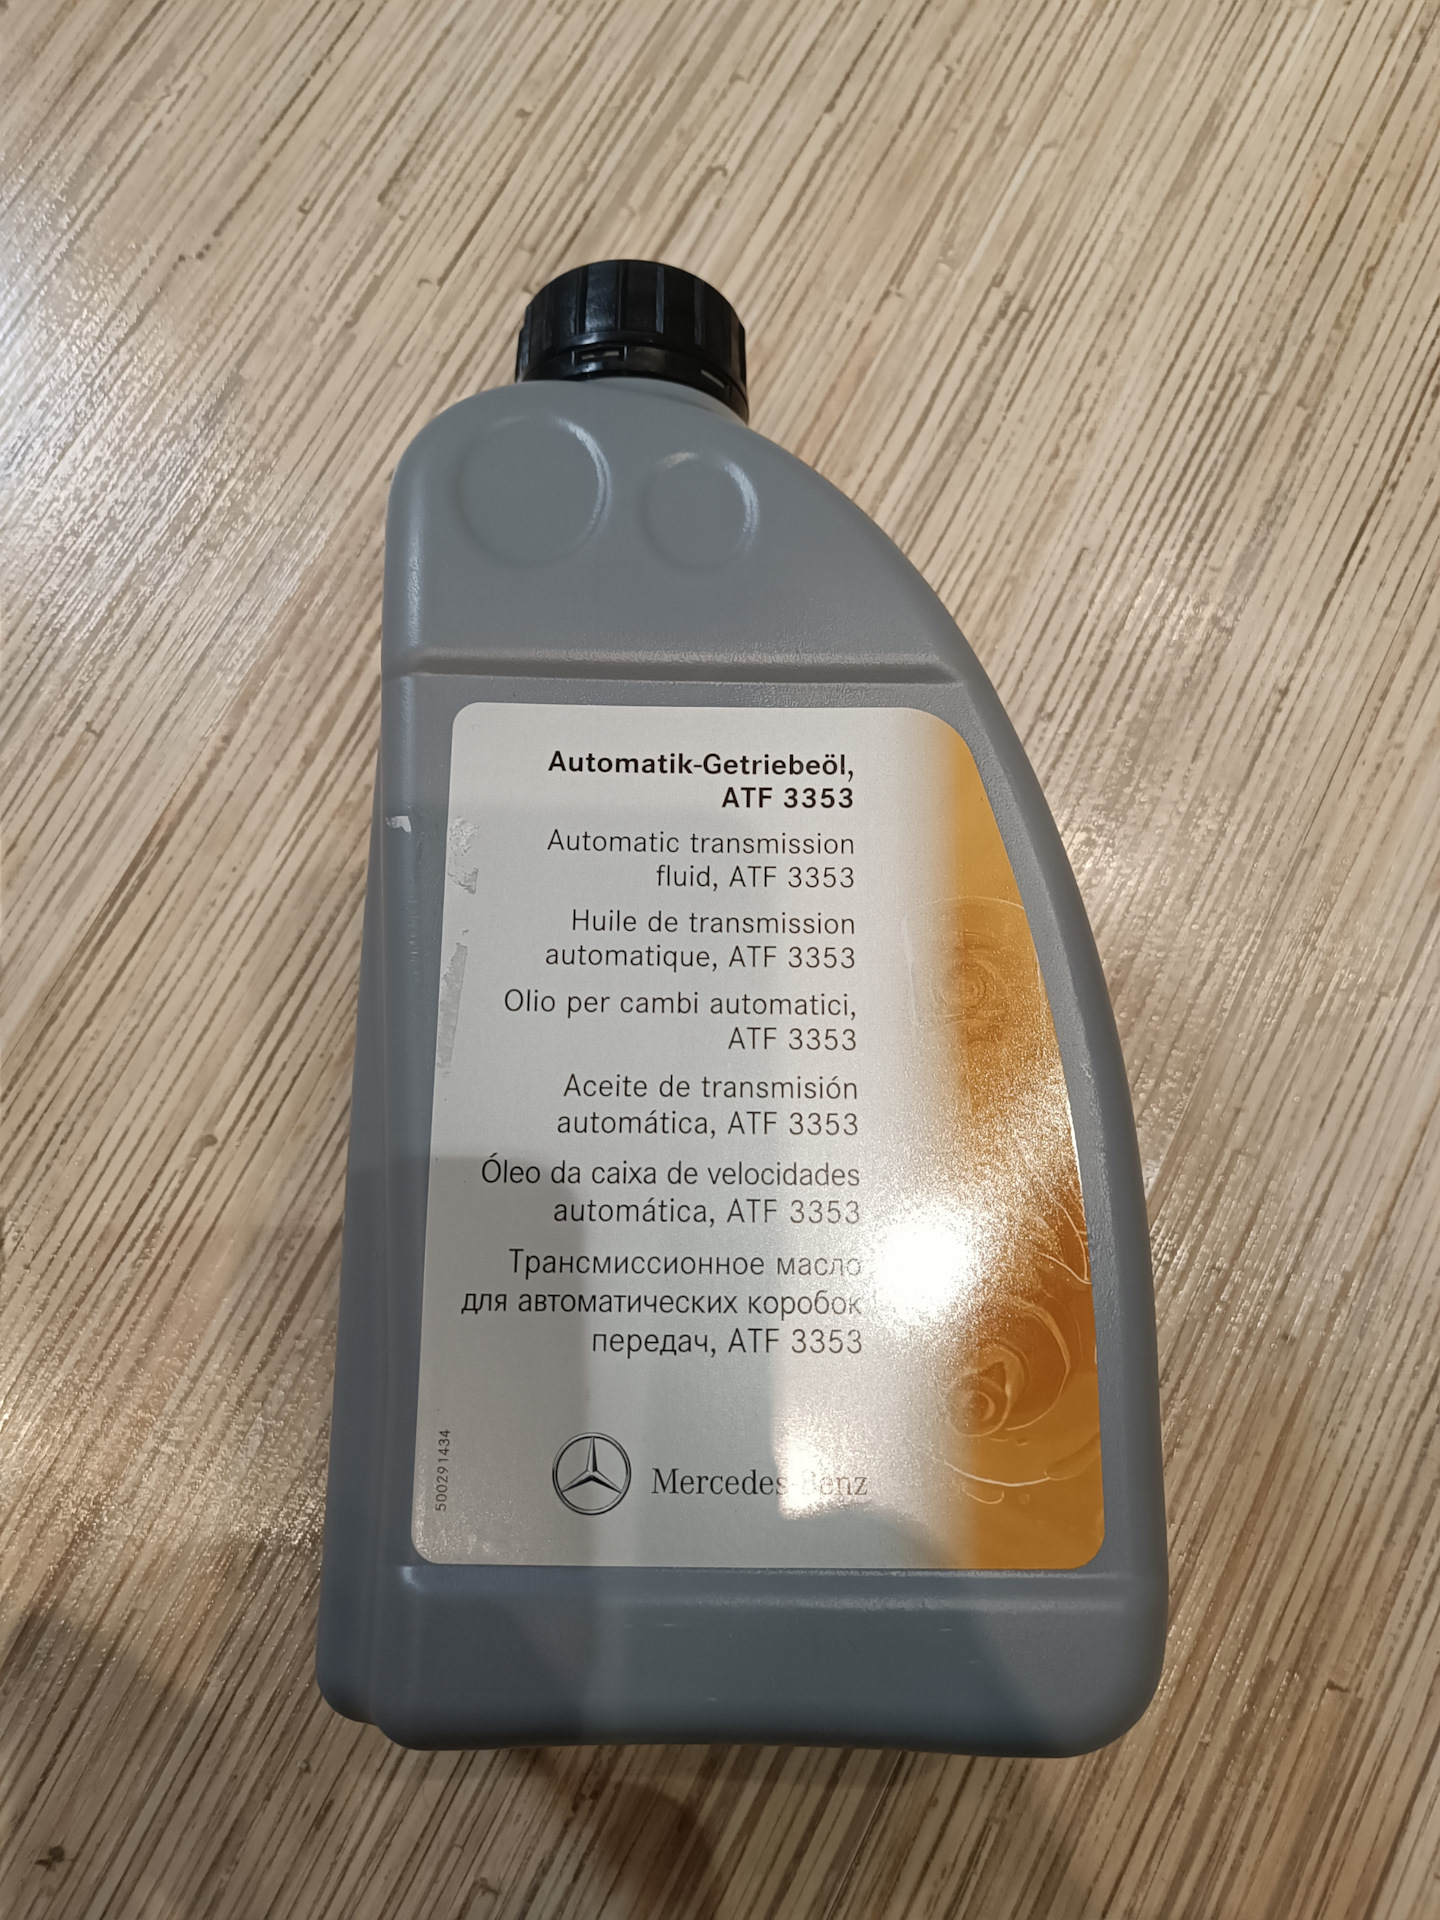 Automatik-Getriebeöl,
ATF 3353
Automatic transmission
fluid, ATF 3353
Huile de transmission
automatique, ATF 3353
Olio per cambi automatici,
ATF 3353
Aceite de transmisión
automática, ATF 3353
Óleo da caixa de velocidades
automática, ATF 3353
Трансмиссионное масло
для автоматических коробок
передач, ATF 3353
Mercedes-Benz
500291434